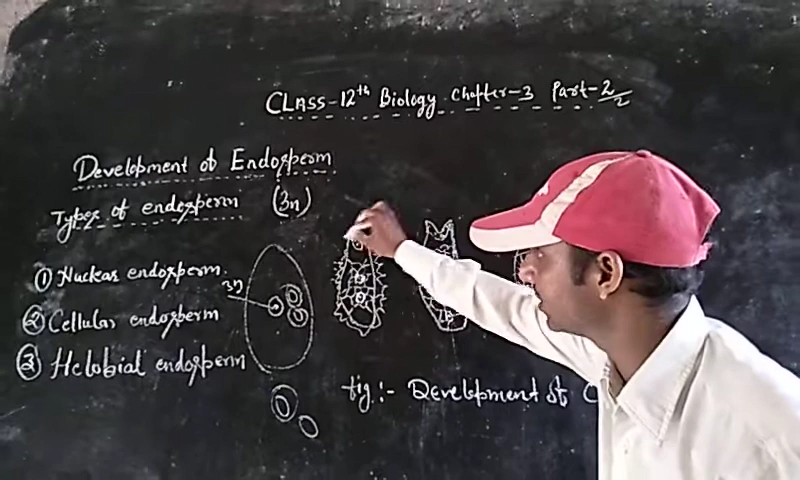 CLASS-12th Biology Chapter-3 Part-2/2
Development of Endosperm
Types of endosperm (3n)
① Nuclear endosperm.
② Cellular endosperm
③ Helobial endosperm
3n
fig :- Development of